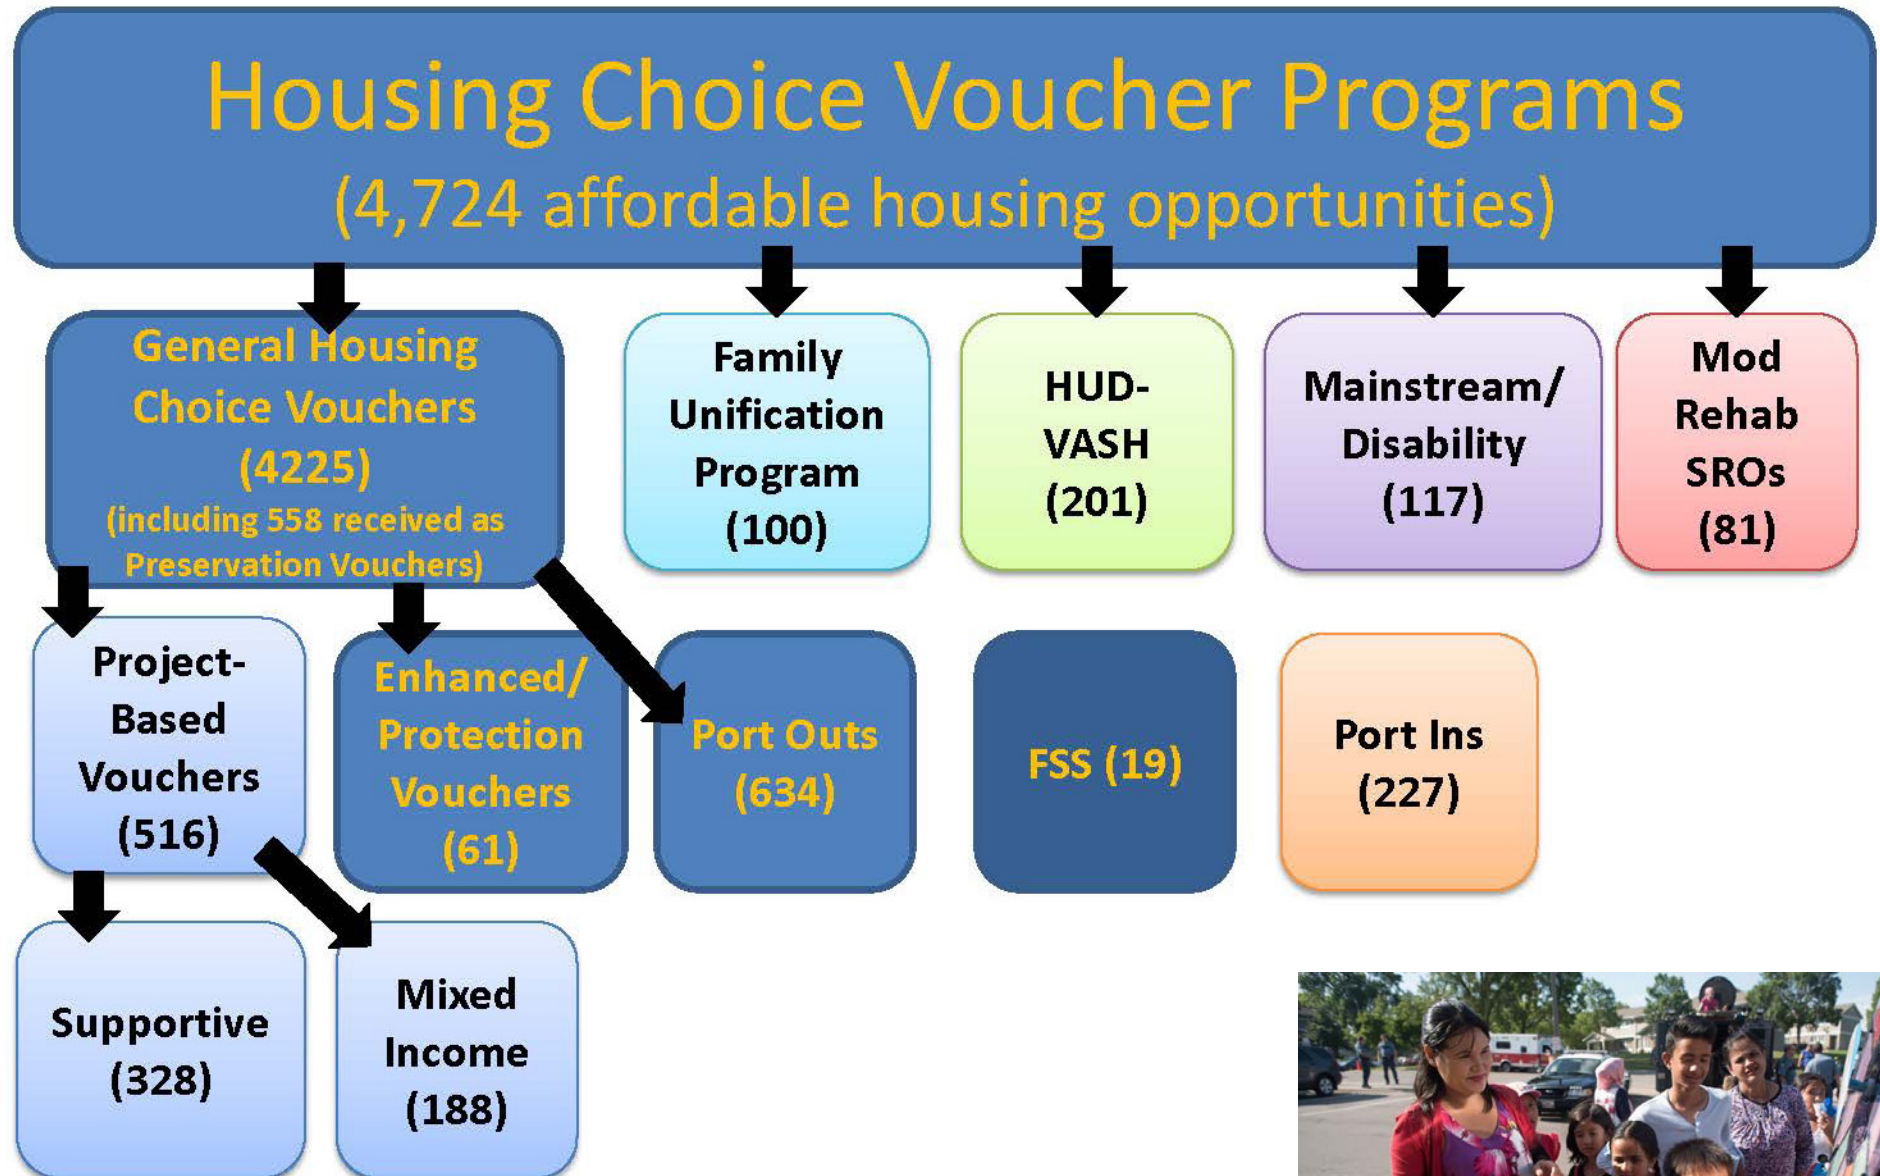 Housing Choice Voucher Programs
(4,724 affordable housing opportunities)
General Housing
Choice Vouchers
(4225)
(including 558 received as
Preservation Vouchers)
Family
Unification
Program
(100)
HUD-
VASH
(201)
Mainstream/
Disability
(117)
Mod
Rehab
SROs
(81)
Project-
Based
Vouchers
(516)
Enhanced/
Protection
Vouchers
(61)
Port Outs
(634)
FSS (19)
Port Ins
(227)
Supportive
(328)
Mixed
Income
(188)